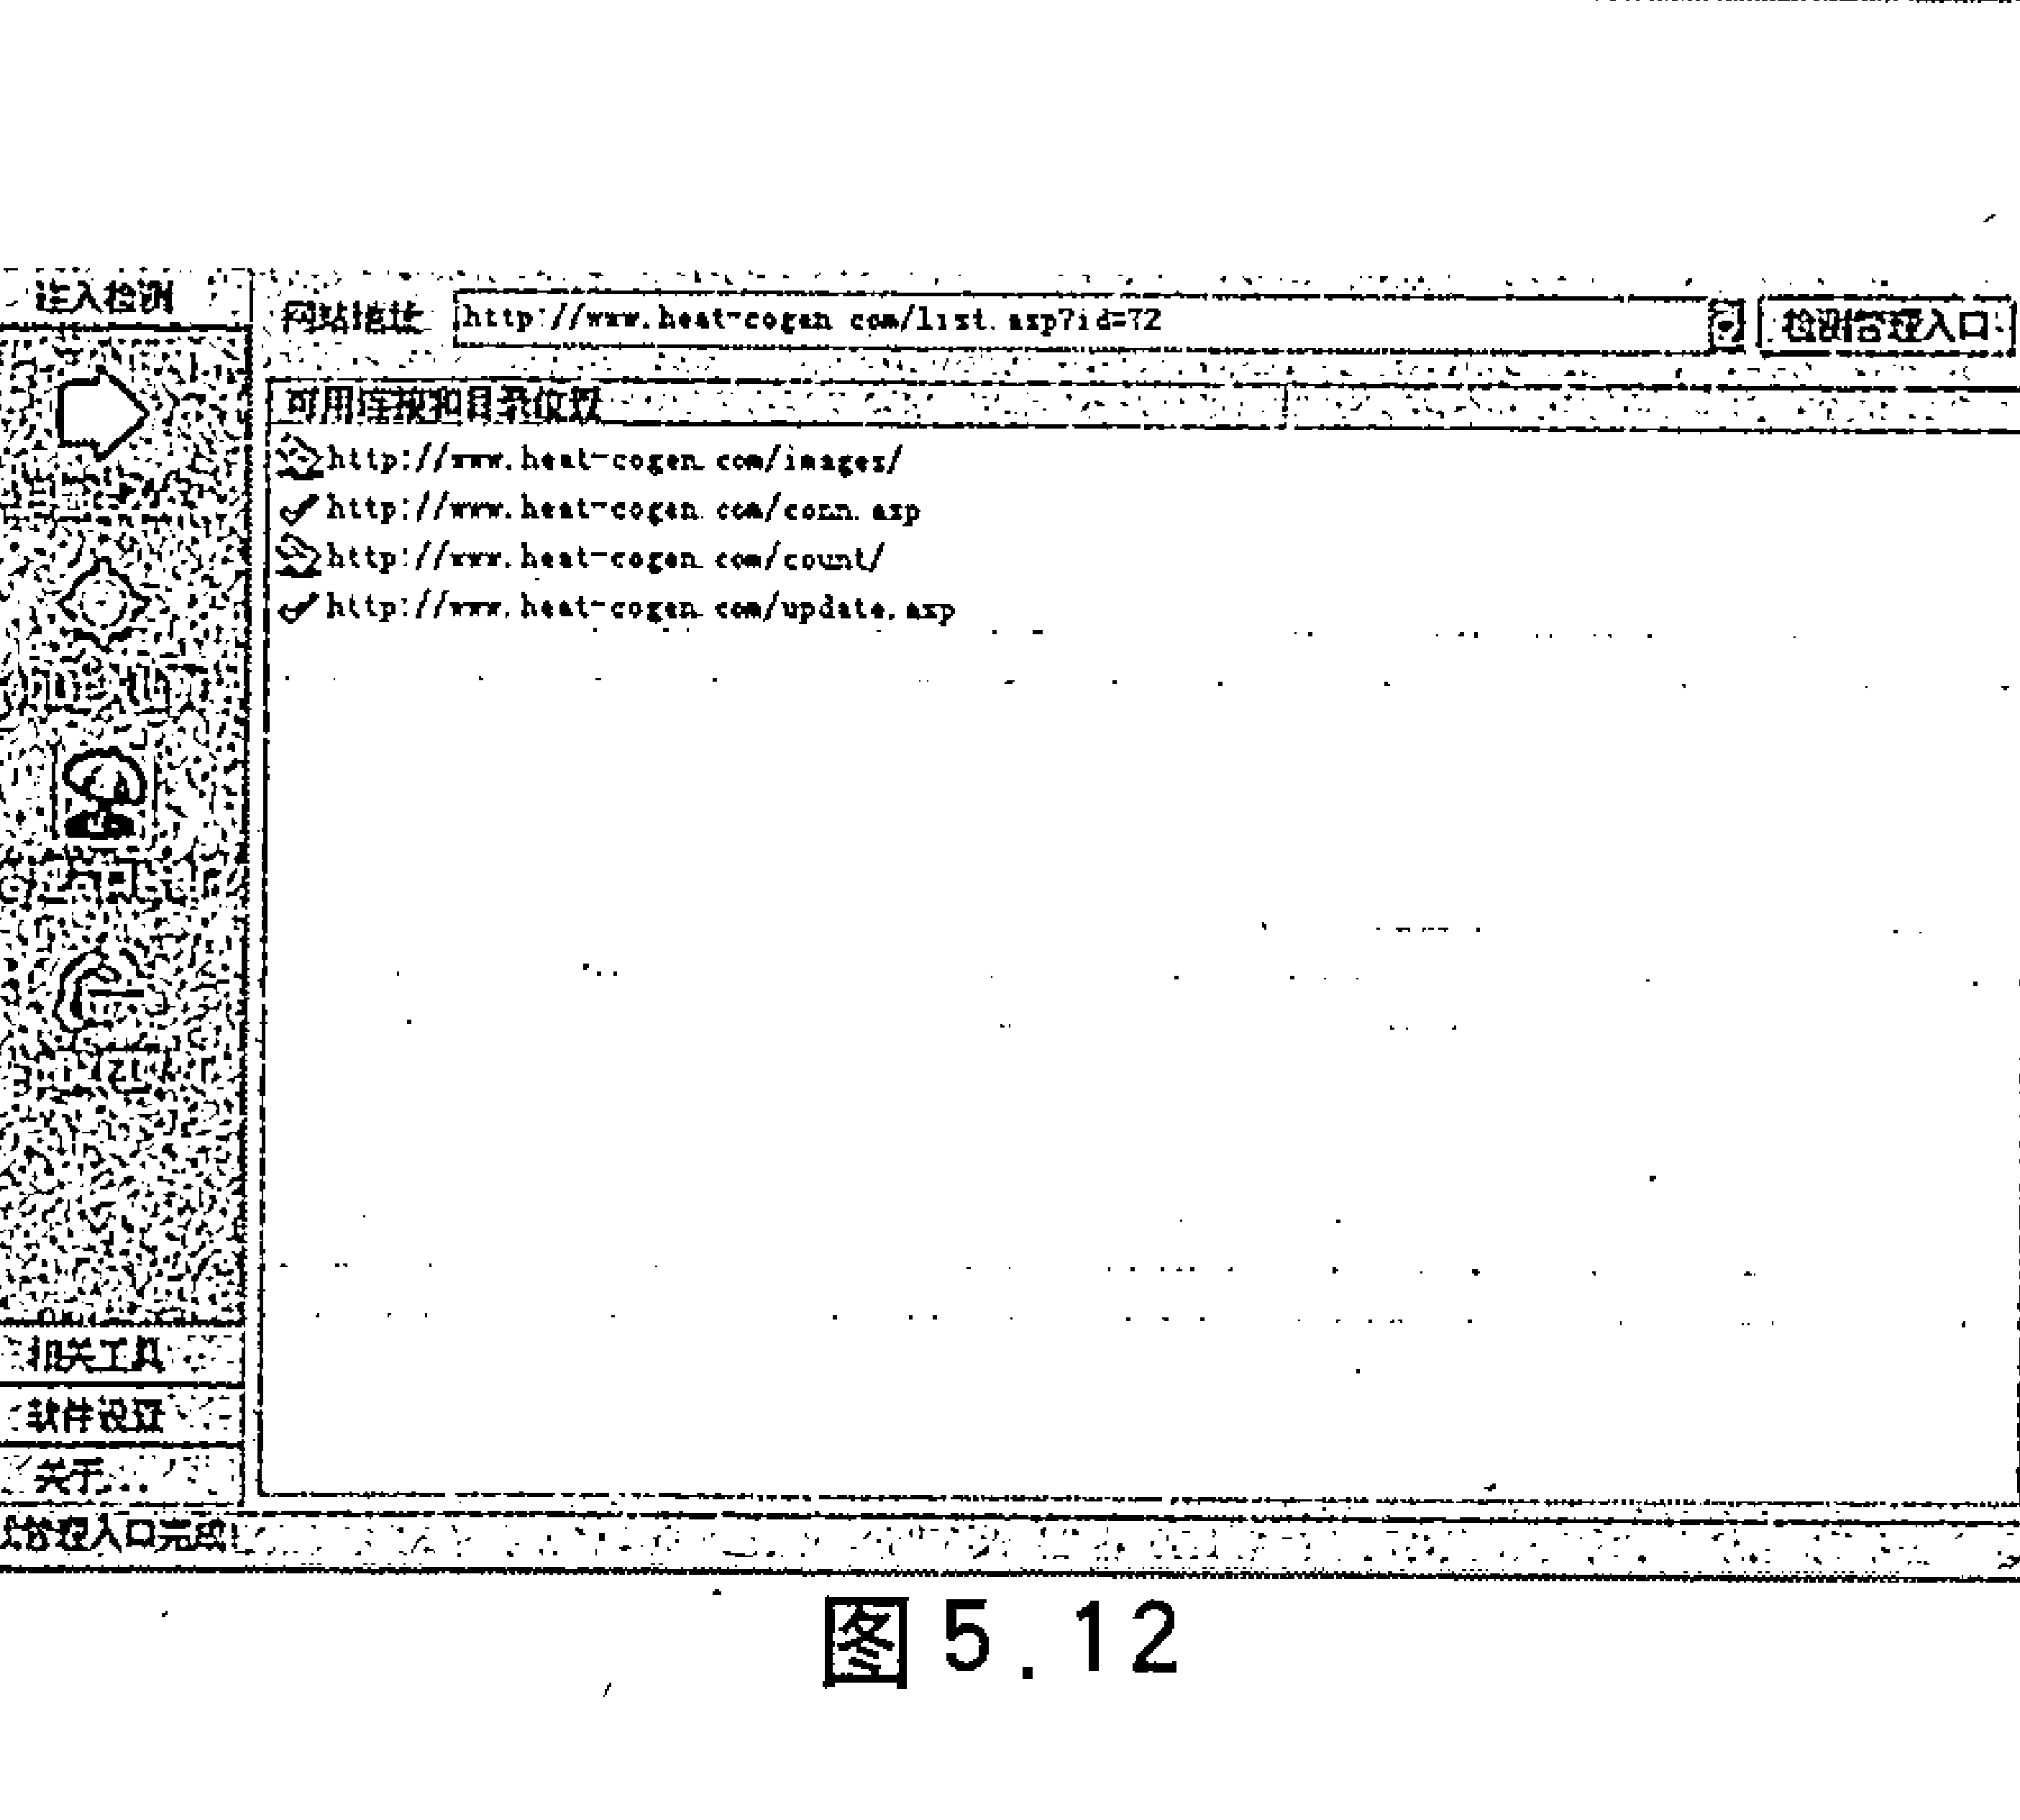 注入检测
网站地址 http://www.heat-cogen.com/list.asp?id=72 检测管理入口
可用连接和目录位置
http://www.heat-cogen.com/images/
http://www.heat-cogen.com/conn.asp
http://www.heat-cogen.com/count/
http://www.heat-cogen.com/update.asp
相关工具
软件设置
关于
管理入口完成!
图5.12